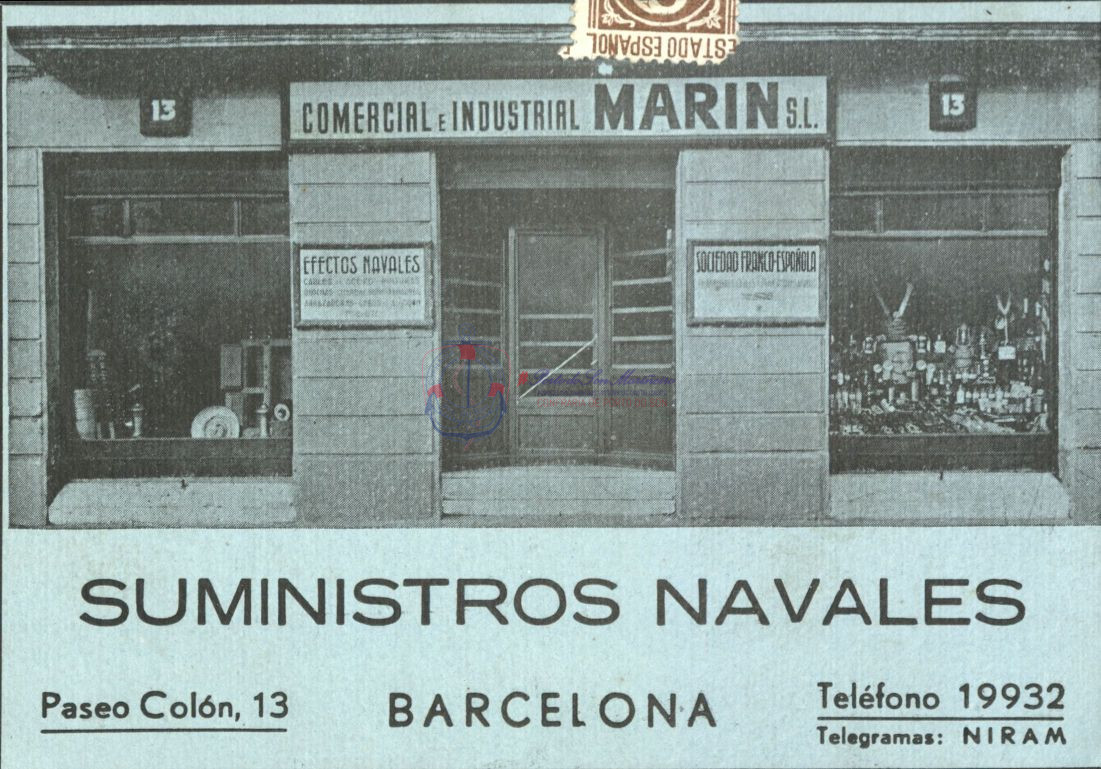 ESTADO ESPAÑOL
13
COMERCIAL E INDUSTRIAL MARIN S.L.
13
EFECTOS NAVALES
SOCIEDAD FRANCO-ESPAÑOLA
SUMINISTROS NAVALES
Paseo Colón, 13
BARCELONA
Teléfono 19932
Telegramas: NIRAM